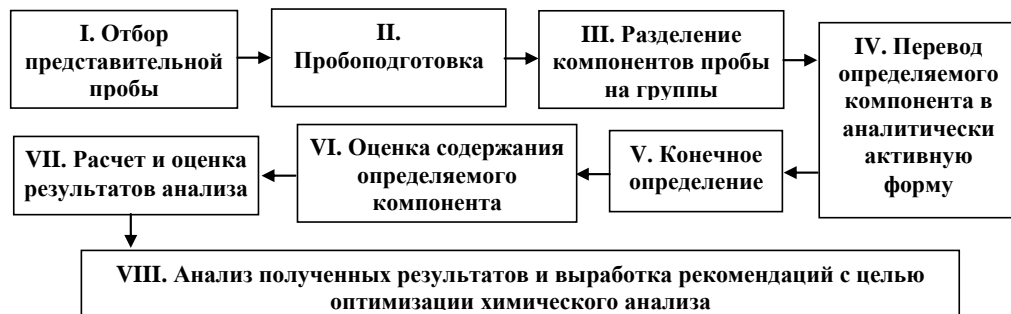 I. Отбор
представительной
пробы
II.
Пробоподготовка
III. Разделение
компонентов пробы
на группы
IV. Перевод
определяемого
компонента в
аналитически
активную
форму
V. Конечное
определение
VI. Оценка содержания
определяемого
компонента
VII. Расчет и оценка
результатов анализа
VIII. Анализ полученных результатов и выработка рекомендаций с целью
оптимизации химического анализа